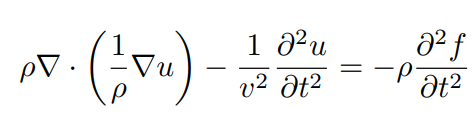 ρ∇ · (1/ρ ∇u) − 1/v² ∂²u/∂t² = −ρ ∂²f/∂t²